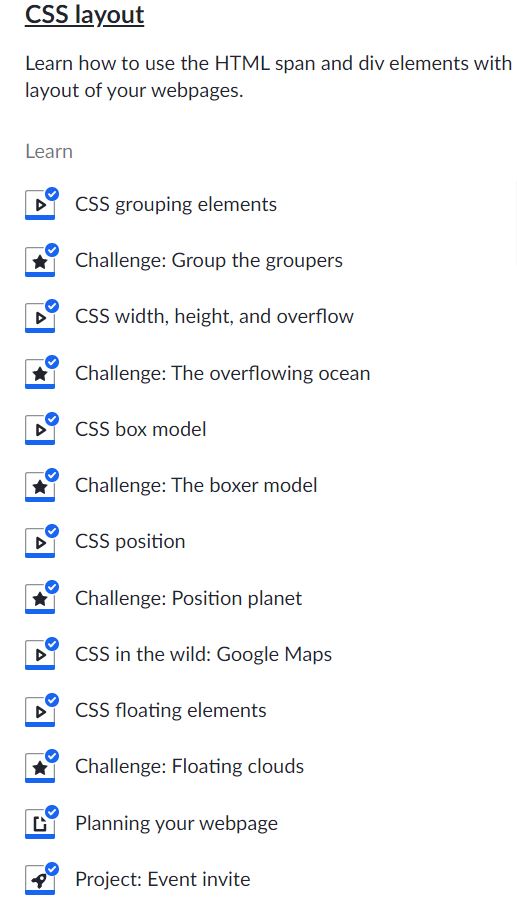 CSS layout
Learn how to use the HTML span and div elements with
layout of your webpages.
Learn
CSS grouping elements
Challenge: Group the groupers
CSS width, height, and overflow
Challenge: The overflowing ocean
CSS box model
Challenge: The boxer model
CSS position
Challenge: Position planet
CSS in the wild: Google Maps
CSS floating elements
Challenge: Floating clouds
Planning your webpage
Project: Event invite